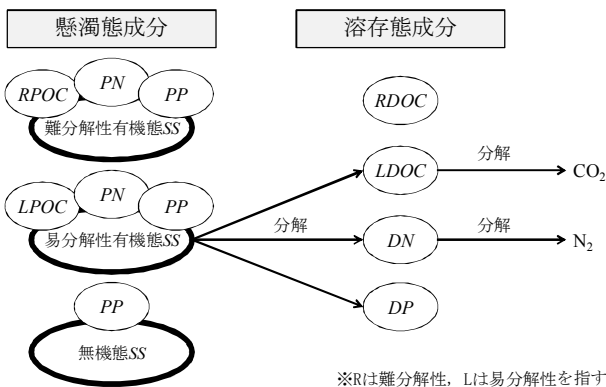 懸濁態成分
溶存態成分
RPOC
PN
PP
難分解性有機態SS
RDOC
LPOC
PN
PP
易分解性有機態SS
分解
LDOC
分解
CO2
DN
分解
N2
DP
PP
無機態SS
※Rは難分解性，Lは易分解性を指す